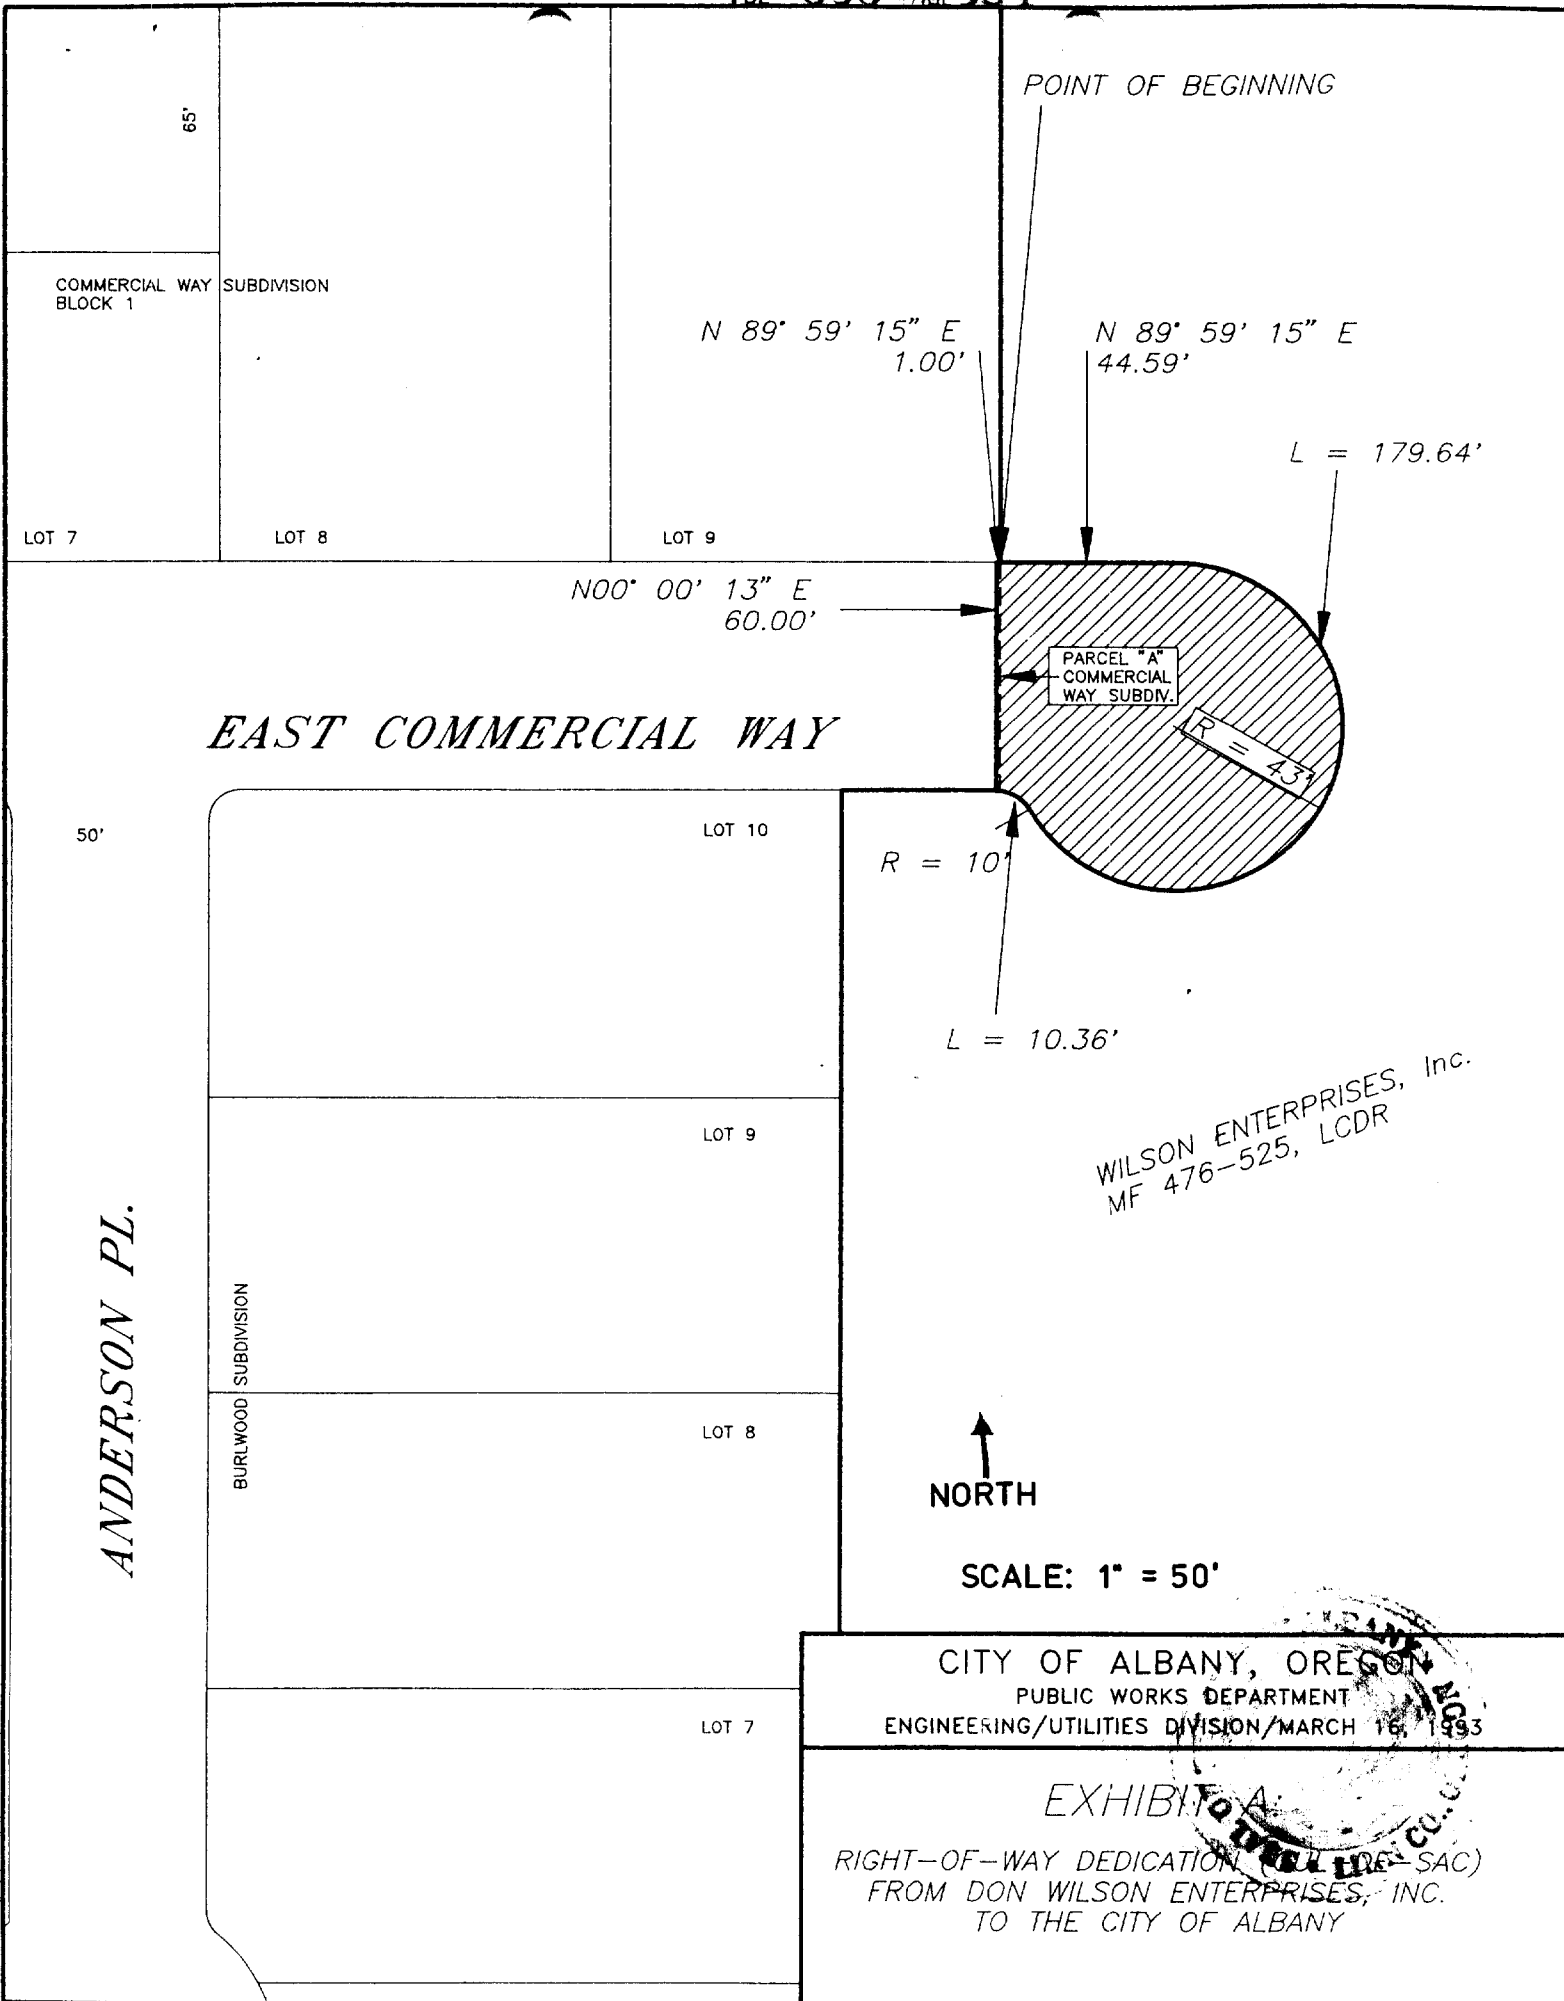 POINT OF BEGINNING
65'
COMMERCIAL WAY SUBDIVISION
BLOCK 1
N 89° 59' 15" E
1.00'
N 89° 59' 15" E
44.59'
L = 179.64'
LOT 7
LOT 8
LOT 9
N00° 00' 13" E
60.00'
PARCEL "A"
COMMERCIAL
WAY SUBDIV.
EAST COMMERCIAL WAY
R = 43'
50'
LOT 10
R = 10'
L = 10.36'
WILSON ENTERPRISES, Inc.
MF 476-525, LCDR
LOT 9
ANDERSON PL.
BURLWOOD SUBDIVISION
LOT 8
NORTH
SCALE: 1" = 50'
LOT 7
CITY OF ALBANY, OREGON
PUBLIC WORKS DEPARTMENT
ENGINEERING/UTILITIES DIVISION/MARCH 16, 1993
EXHIBIT A:
RIGHT-OF-WAY DEDICATION (CUL-DE-SAC)
FROM DON WILSON ENTERPRISES, INC.
TO THE CITY OF ALBANY